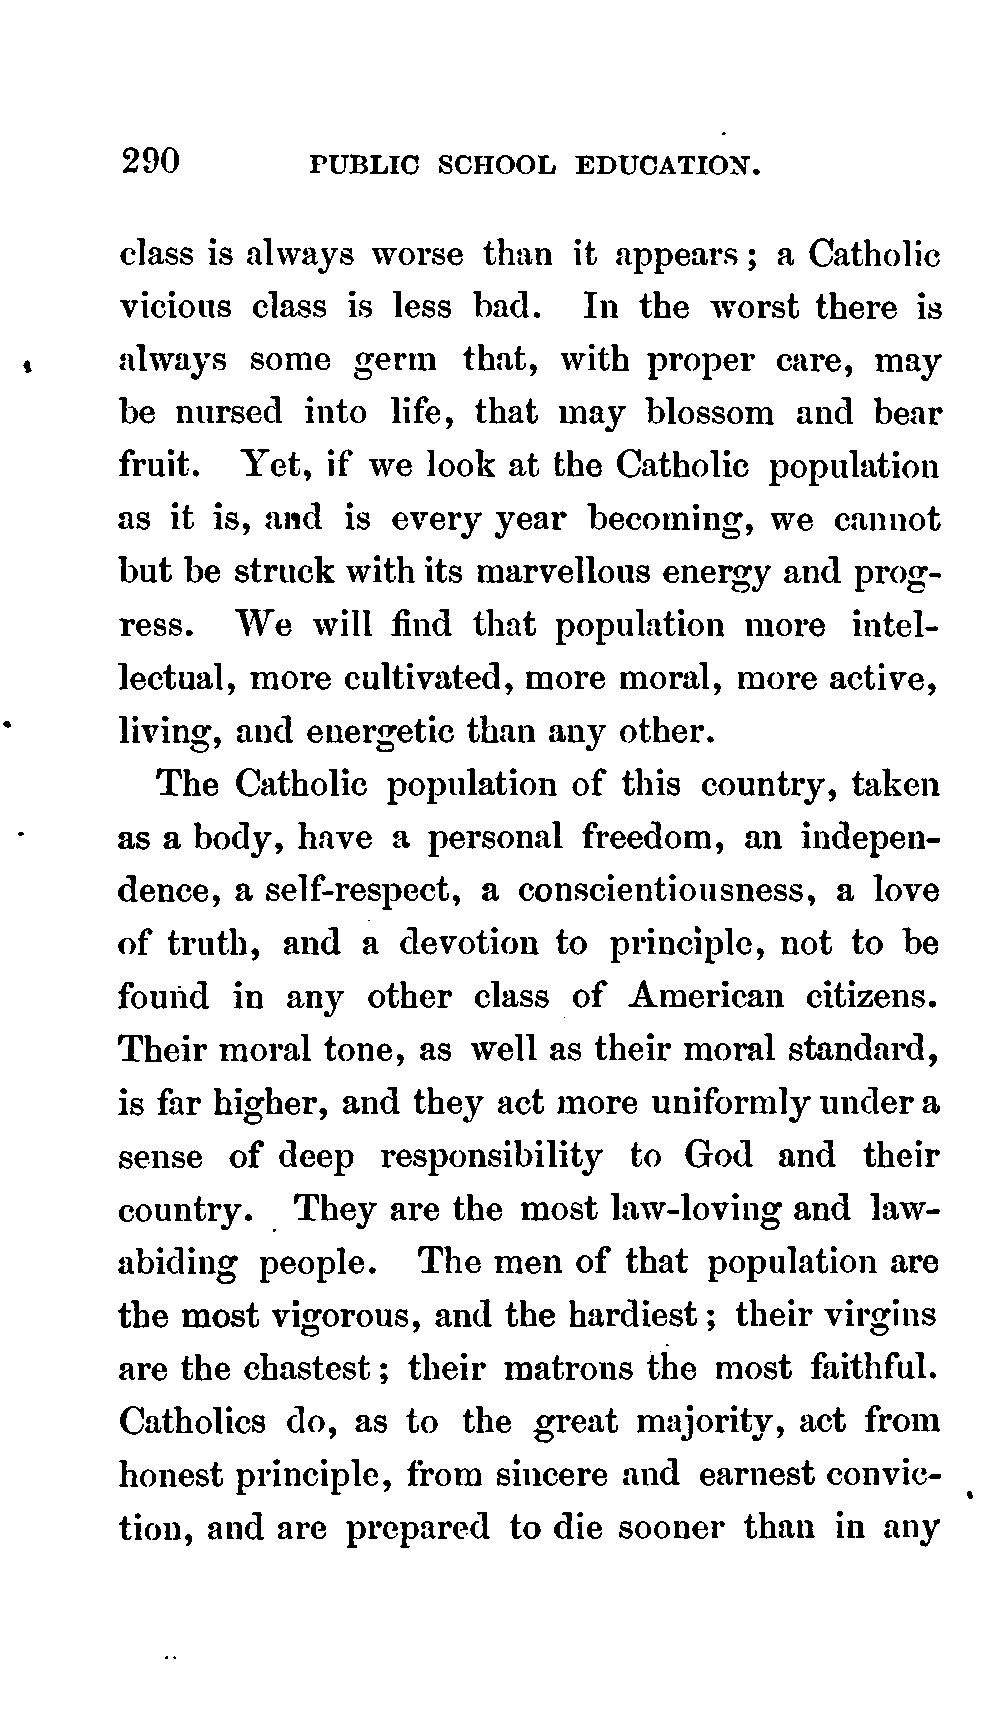 290 PUBLIC SCHOOL EDUCATION.
class is always worse than it appears; a Catholic
vicious class is less bad. In the worst there is
always some germ that, with proper care, may
be nursed into life, that may blossom and bear
fruit. Yet, if we look at the Catholic population
as it is, and is every year becoming, we cannot
but be struck with its marvellous energy and prog-
ress. We will find that population more intel-
lectual, more cultivated, more moral, more active,
living, and energetic than any other.
The Catholic population of this country, taken
as a body, have a personal freedom, an indepen-
dence, a self-respect, a conscientiousness, a love
of truth, and a devotion to principle, not to be
found in any other class of American citizens.
Their moral tone, as well as their moral standard,
is far higher, and they act more uniformly under a
sense of deep responsibility to God and their
country. They are the most law-loving and law-
abiding people. The men of that population are
the most vigorous, and the hardiest; their virgins
are the chastest; their matrons the most faithful.
Catholics do, as to the great majority, act from
honest principle, from sincere and earnest convic-
tion, and are prepared to die sooner than in any